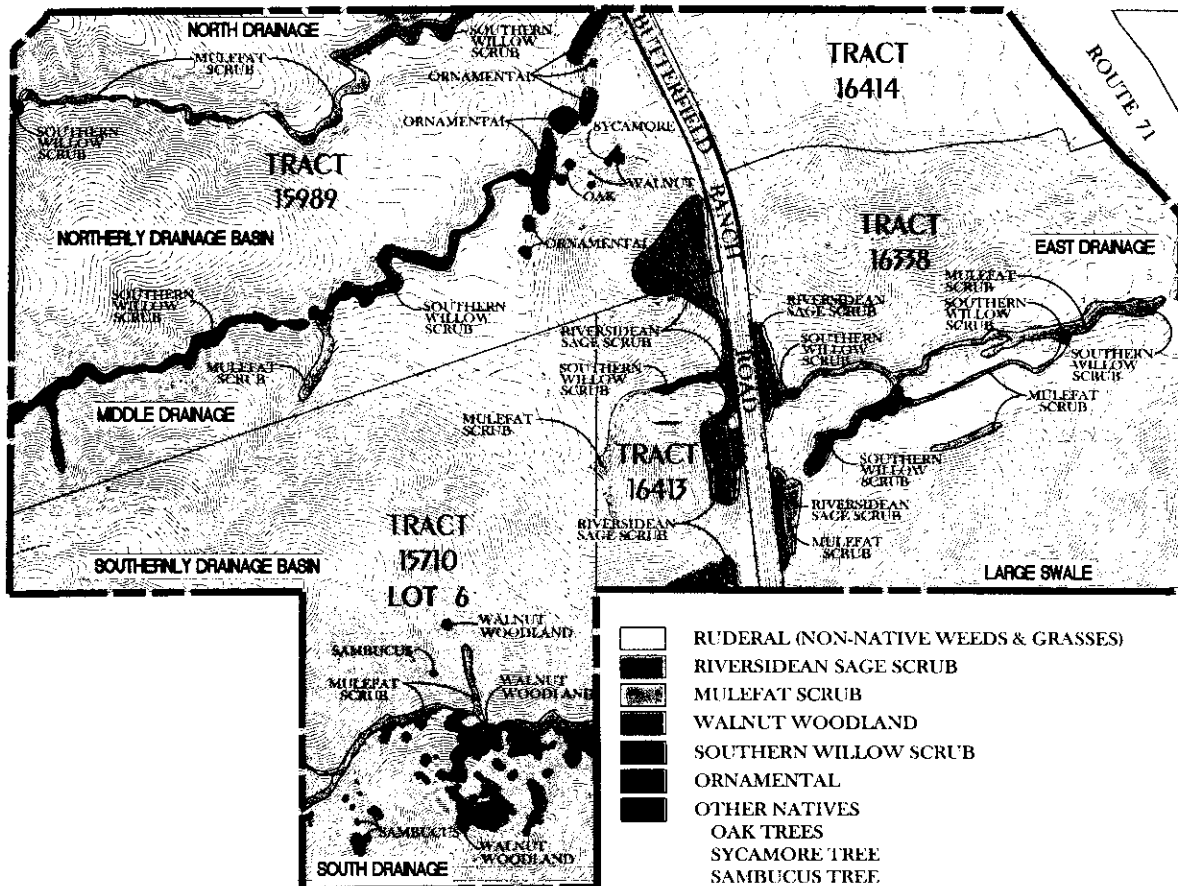 NORTH DRAINAGE
SOUTHERN
WILLOW
SCRUB
MULEFAT
SCRUB
ORNAMENTAL
ORNAMENTAL
SYCAMORE
WALNUT
OAK
ORNAMENTAL
SOUTHERN
WILLOW
SCRUB
TRACT
15989
NORTHERLY DRAINAGE BASIN
SOUTHERN
WILLOW
SCRUB
SOUTHERN
WILLOW
SCRUB
MULEFAT
SCRUB
MIDDLE DRAINAGE
BUTTERFIELD RANCH ROAD
TRACT
16414
ROUTE 71
TRACT
16338
EAST DRAINAGE
MULEFAT
SCRUB
SOUTHERN
WILLOW
SCRUB
RIVERSIDEAN
SAGE SCRUB
SOUTHERN
WILLOW
SCRUB
SOUTHERN
WILLOW
SCRUB
MULEFAT
SCRUB
RIVERSIDEAN
SAGE SCRUB
SOUTHERN
WILLOW
SCRUB
MULEFAT
SCRUB
TRACT
16413
SOUTHERN
WILLOW
SCRUB
RIVERSIDEAN
SAGE SCRUB
RIVERSIDEAN
SAGE SCRUB
MULEFAT
SCRUB
LARGE SWALE
SOUTHERNLY DRAINAGE BASIN
TRACT
15710
LOT 6
WALNUT
WOODLAND
SAMBUCUS
MULEFAT
SCRUB
WALNUT
WOODLAND
SAMBUCUS
WALNUT
WOODLAND
SOUTH DRAINAGE
RUDERAL (NON-NATIVE WEEDS & GRASSES)
RIVERSIDEAN SAGE SCRUB
MULEFAT SCRUB
WALNUT WOODLAND
SOUTHERN WILLOW SCRUB
ORNAMENTAL
OTHER NATIVES
OAK TREES
SYCAMORE TREE
SAMBUCUS TREE